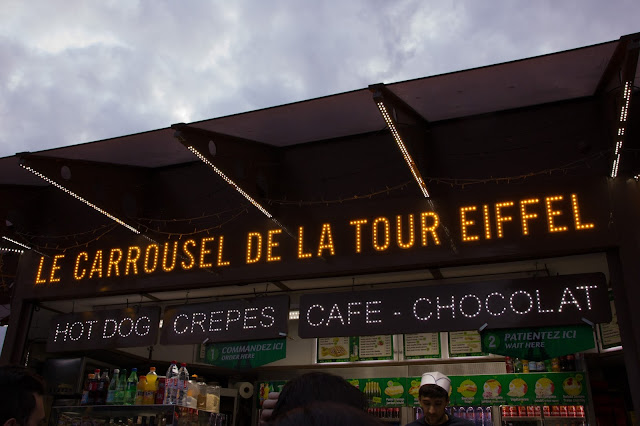 LE CARROUSEL DE LA TOUR EIFFEL
HOT DOG CREPES CAFE - CHOCOLAT
COMMANDEZ ICI
ORDER HERE
2 PATIENTEZ ICI
WAIT HERE